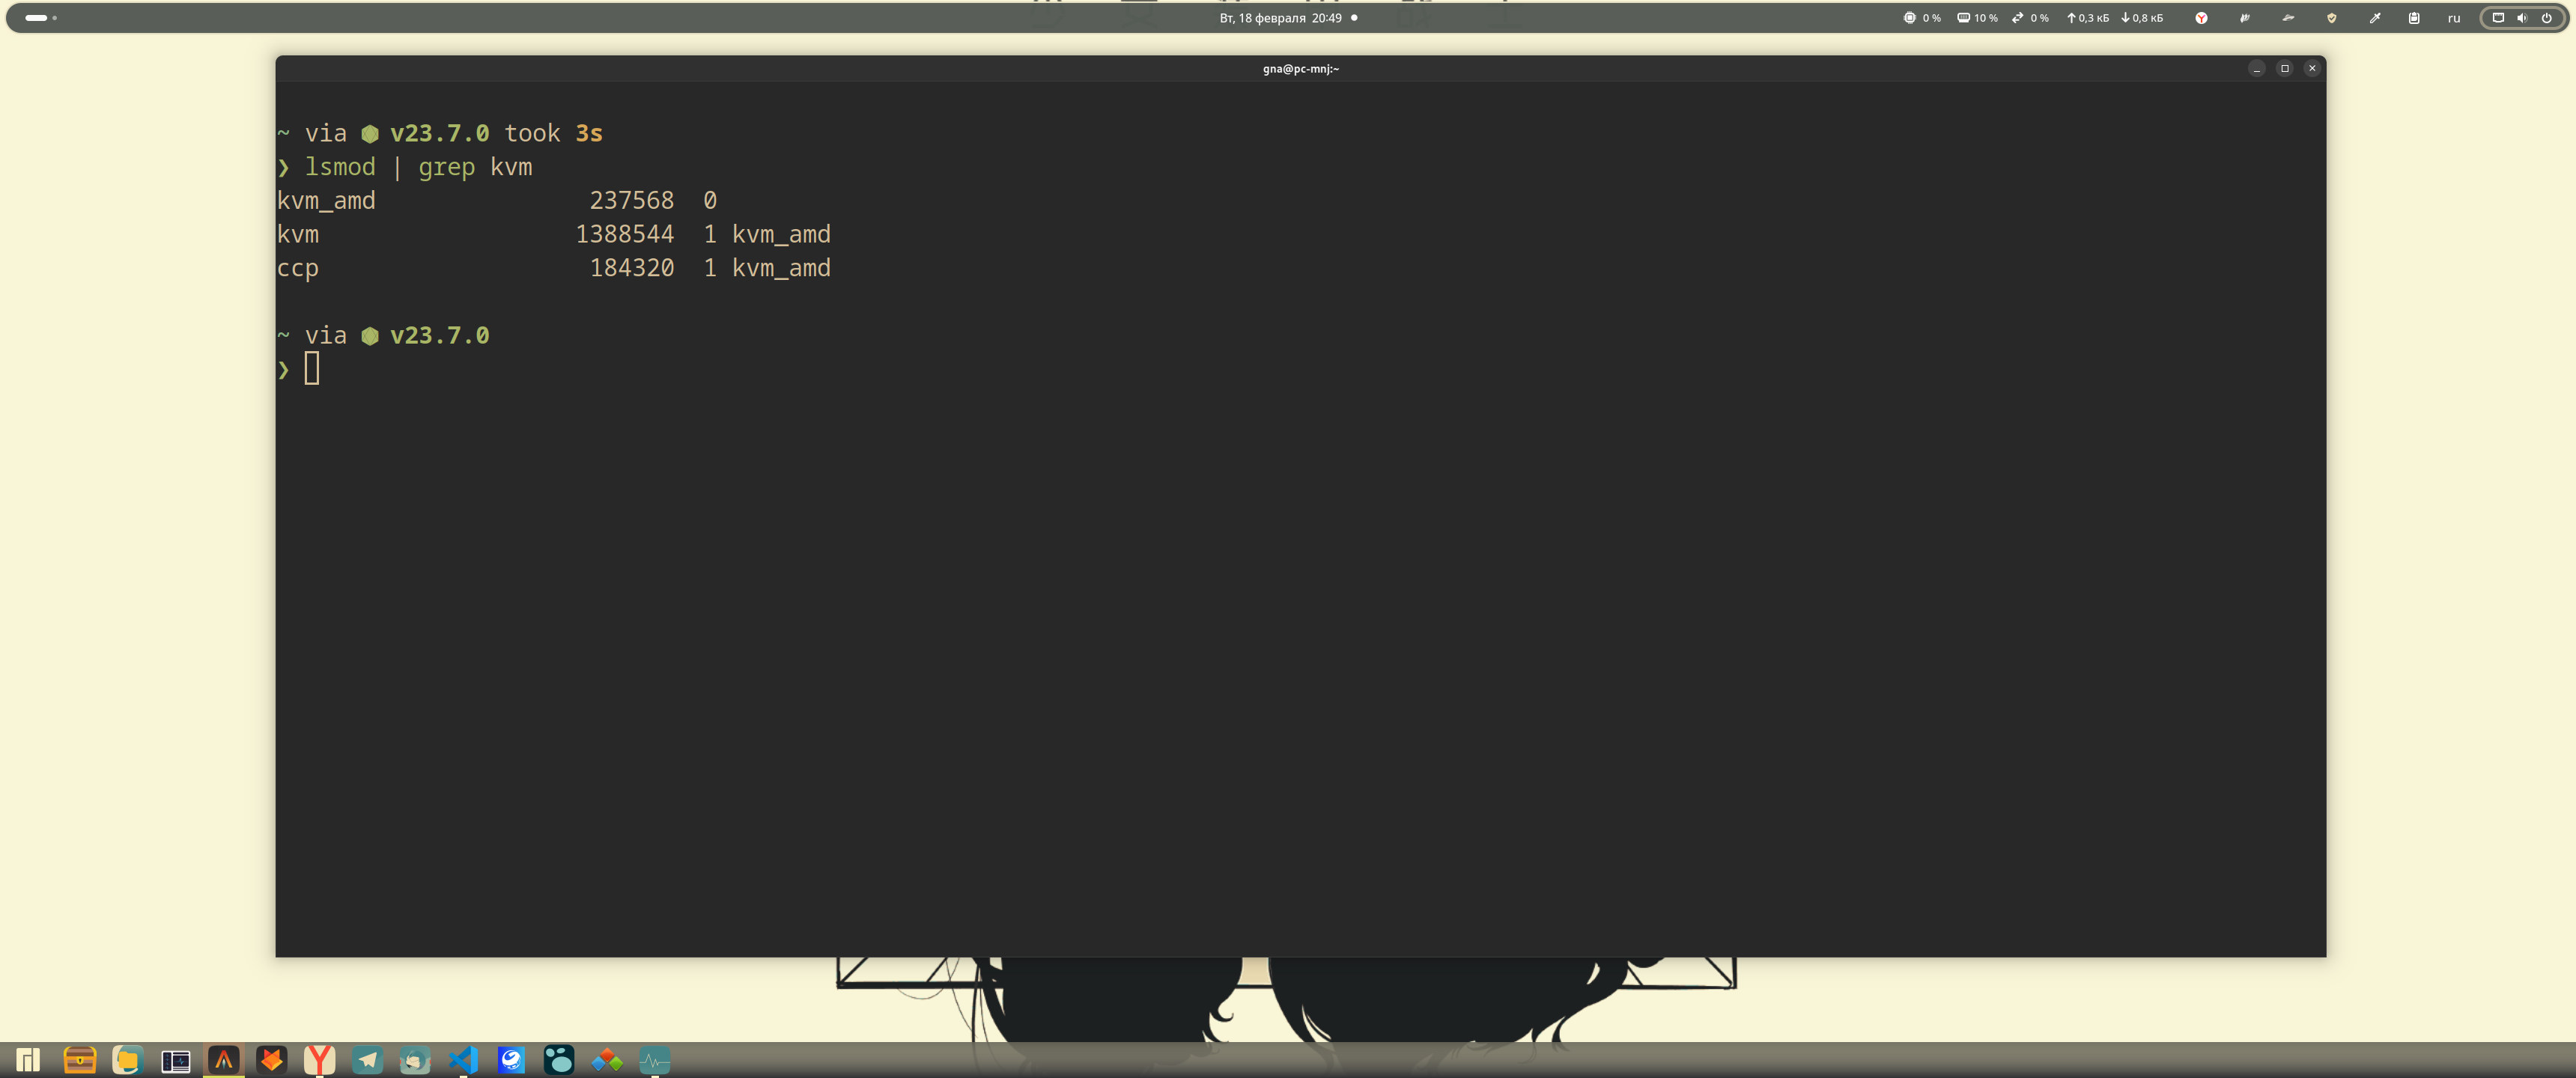 Вт, 18 февраля 20:49
0 % 10 % 0 % 0,3 кБ 0,8 кБ ru
gna@pc-mnj:~
~ via v23.7.0 took 3s
❯ lsmod | grep kvm
kvm_amd 237568 0
kvm 1388544 1 kvm_amd
ccp 184320 1 kvm_amd
~ via v23.7.0
❯